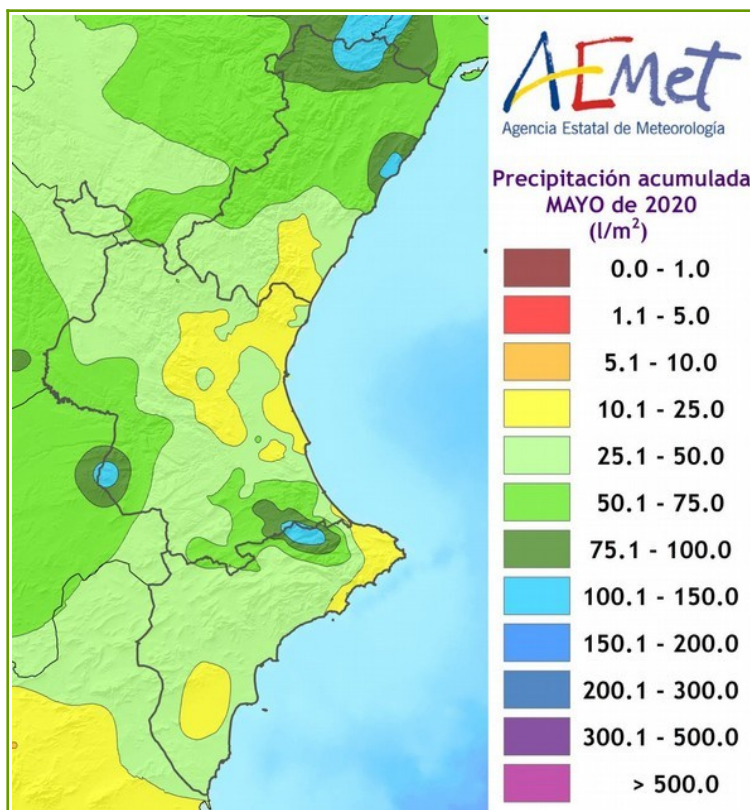 AEMet
Agencia Estatal de Meteorología
Precipitación acumulada
MAYO de 2020
(l/m²)
0.0 - 1.0
1.1 - 5.0
5.1 - 10.0
10.1 - 25.0
25.1 - 50.0
50.1 - 75.0
75.1 - 100.0
100.1 - 150.0
150.1 - 200.0
200.1 - 300.0
300.1 - 500.0
> 500.0